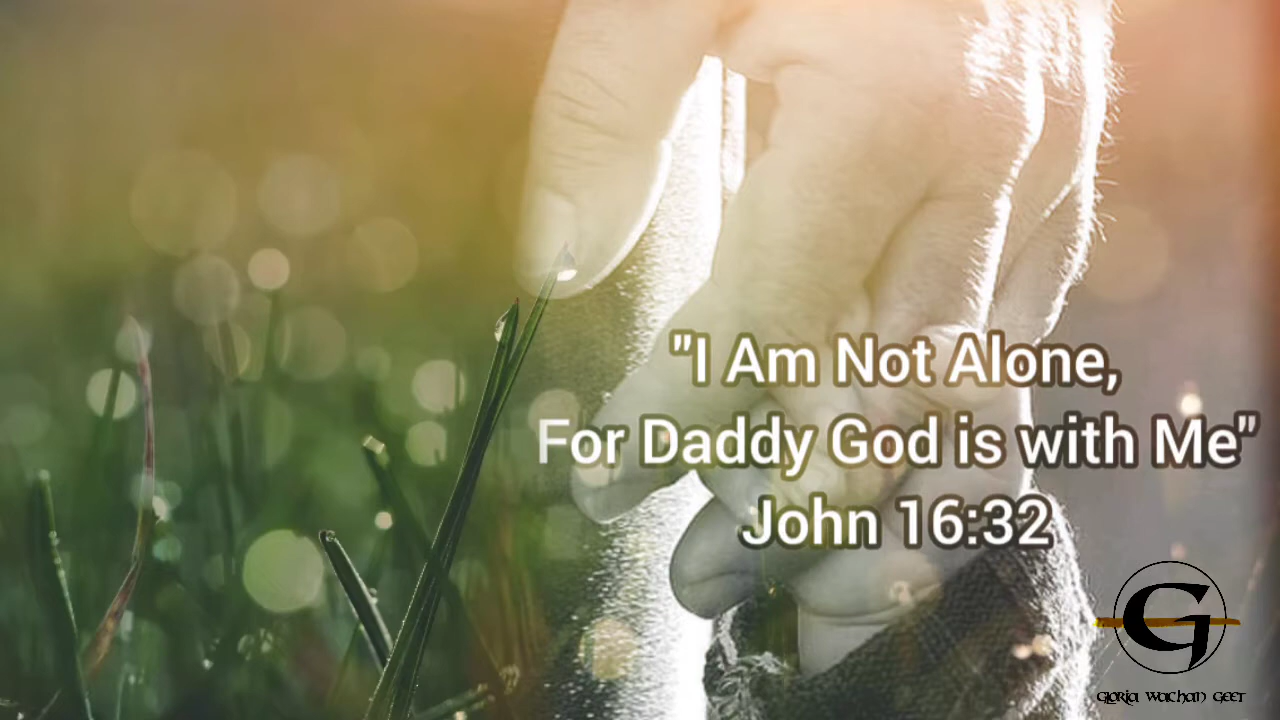 "I Am Not Alone,
For Daddy God is with Me"
John 16:32
G
GLORIA WACHAN GEET